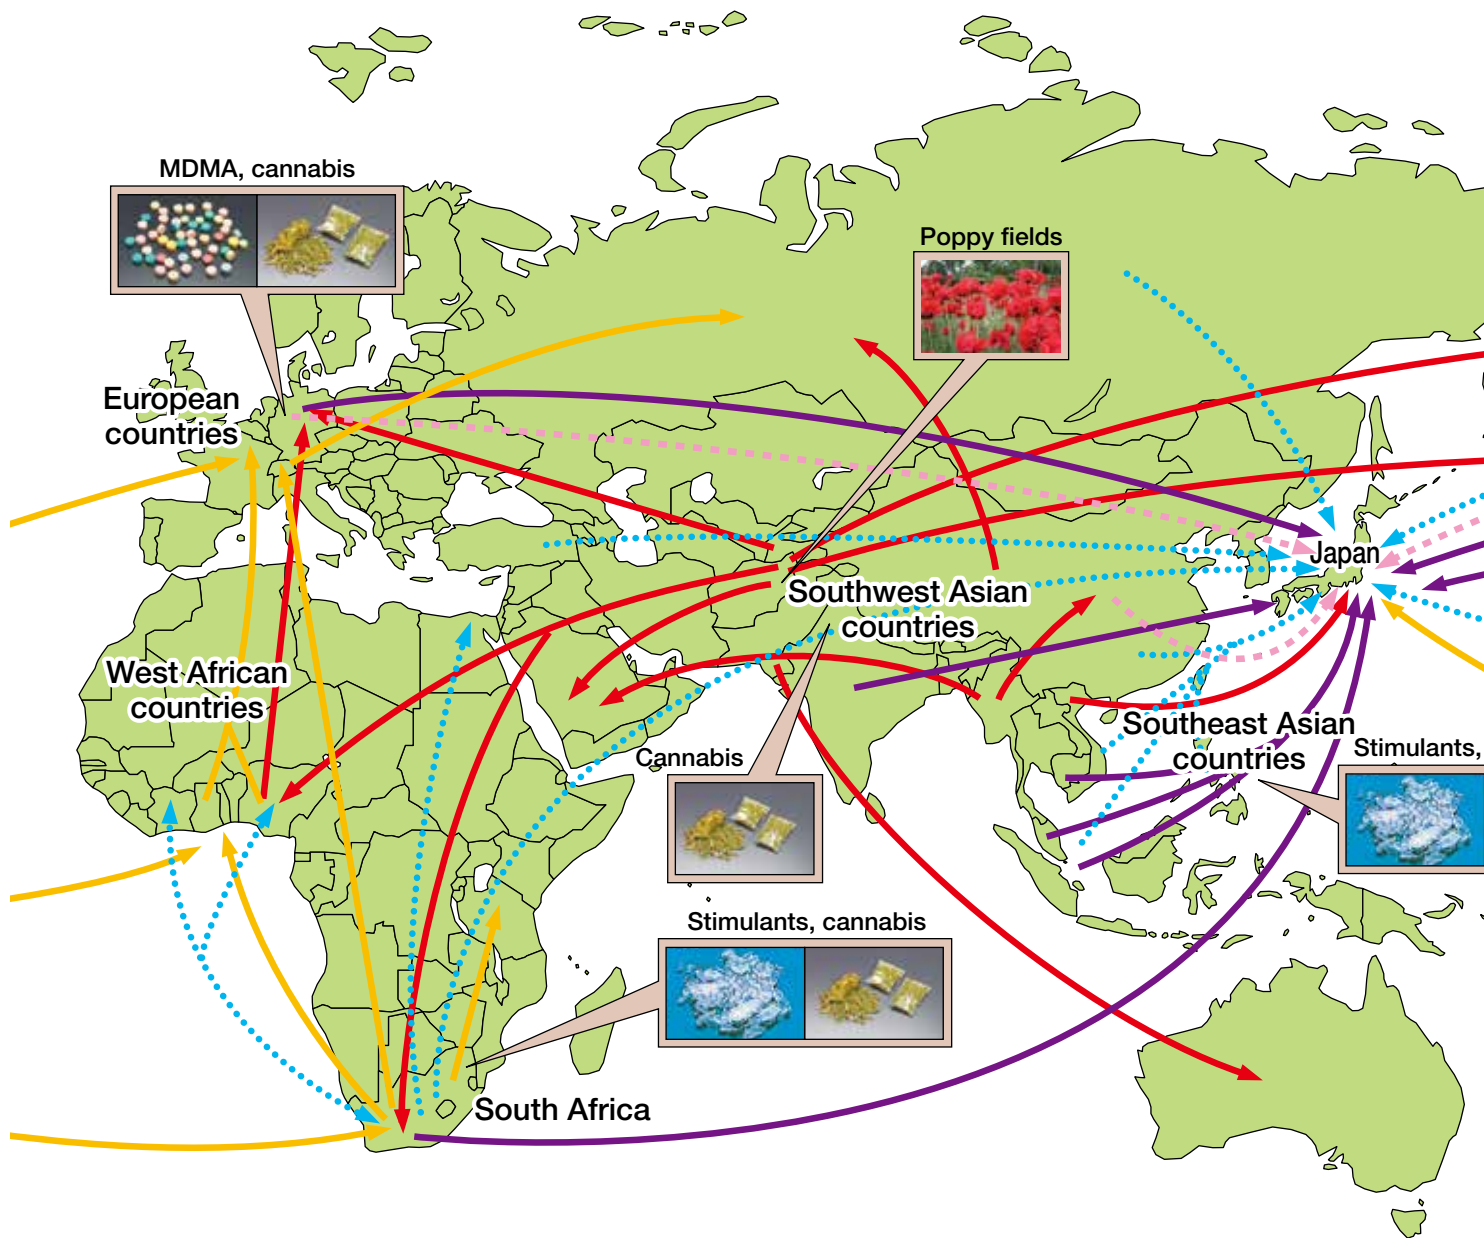 MDMA, cannabis
Poppy fields
European
countries
Japan
Southwest Asian
countries
West African
countries
Southeast Asian
countries
Stimulants,
Cannabis
Stimulants, cannabis
South Africa